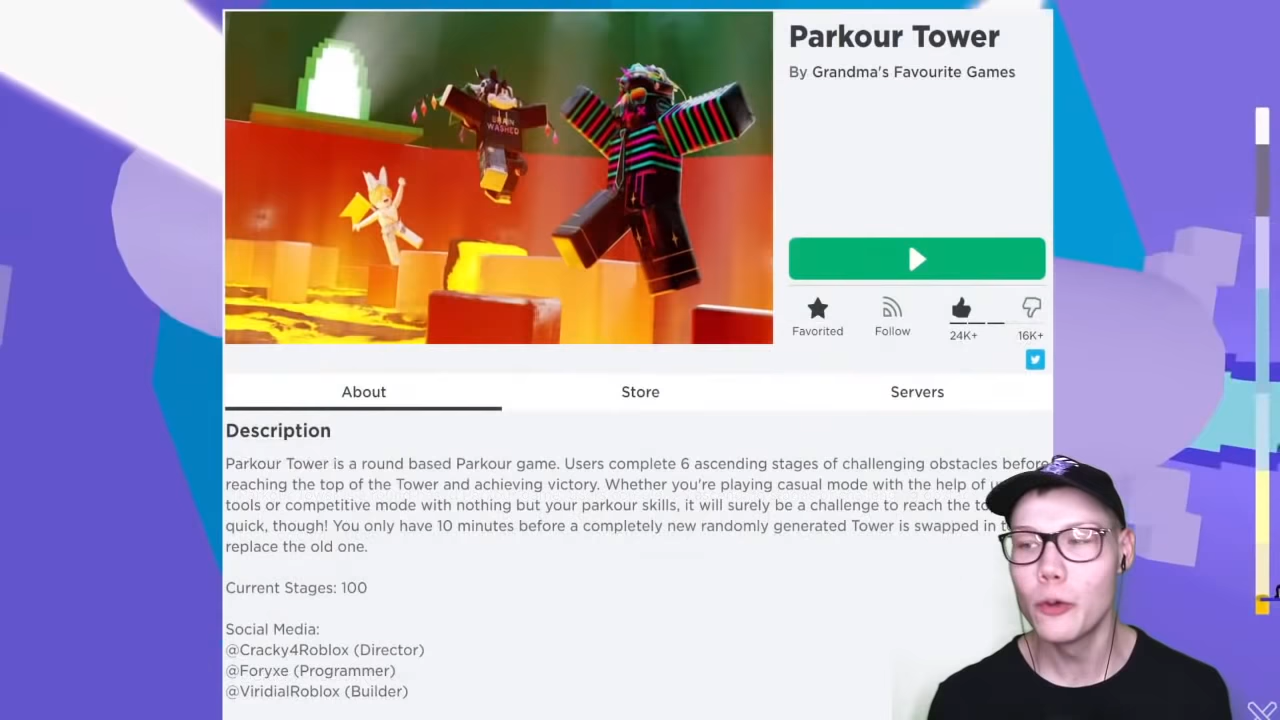 Parkour Tower
By Grandma's Favourite Games
BRAIN
WASHED
Favorited
Follow
24K+
16K+
About
Store
Servers
Description
Parkour Tower is a round based Parkour game. Users complete 6 ascending stages of challenging obstacles before
reaching the top of the Tower and achieving victory. Whether you're playing casual mode with the help of
tools or competitive mode with nothing but your parkour skills, it will surely be a challenge to reach the
quick, though! You only have 10 minutes before a completely new randomly generated Tower is swapped in
replace the old one.
Current Stages: 100
Social Media:
@Cracky4Roblox (Director)
@Foryxe (Programmer)
@ViridialRoblox (Builder)